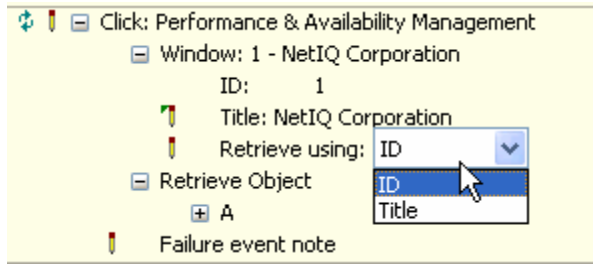 Click: Performance & Availability Management
Window: 1 - NetIQ Corporation
ID: 1
Title: NetIQ Corporation
Retrieve using: ID
Retrieve Object ID
A Title
Failure event note